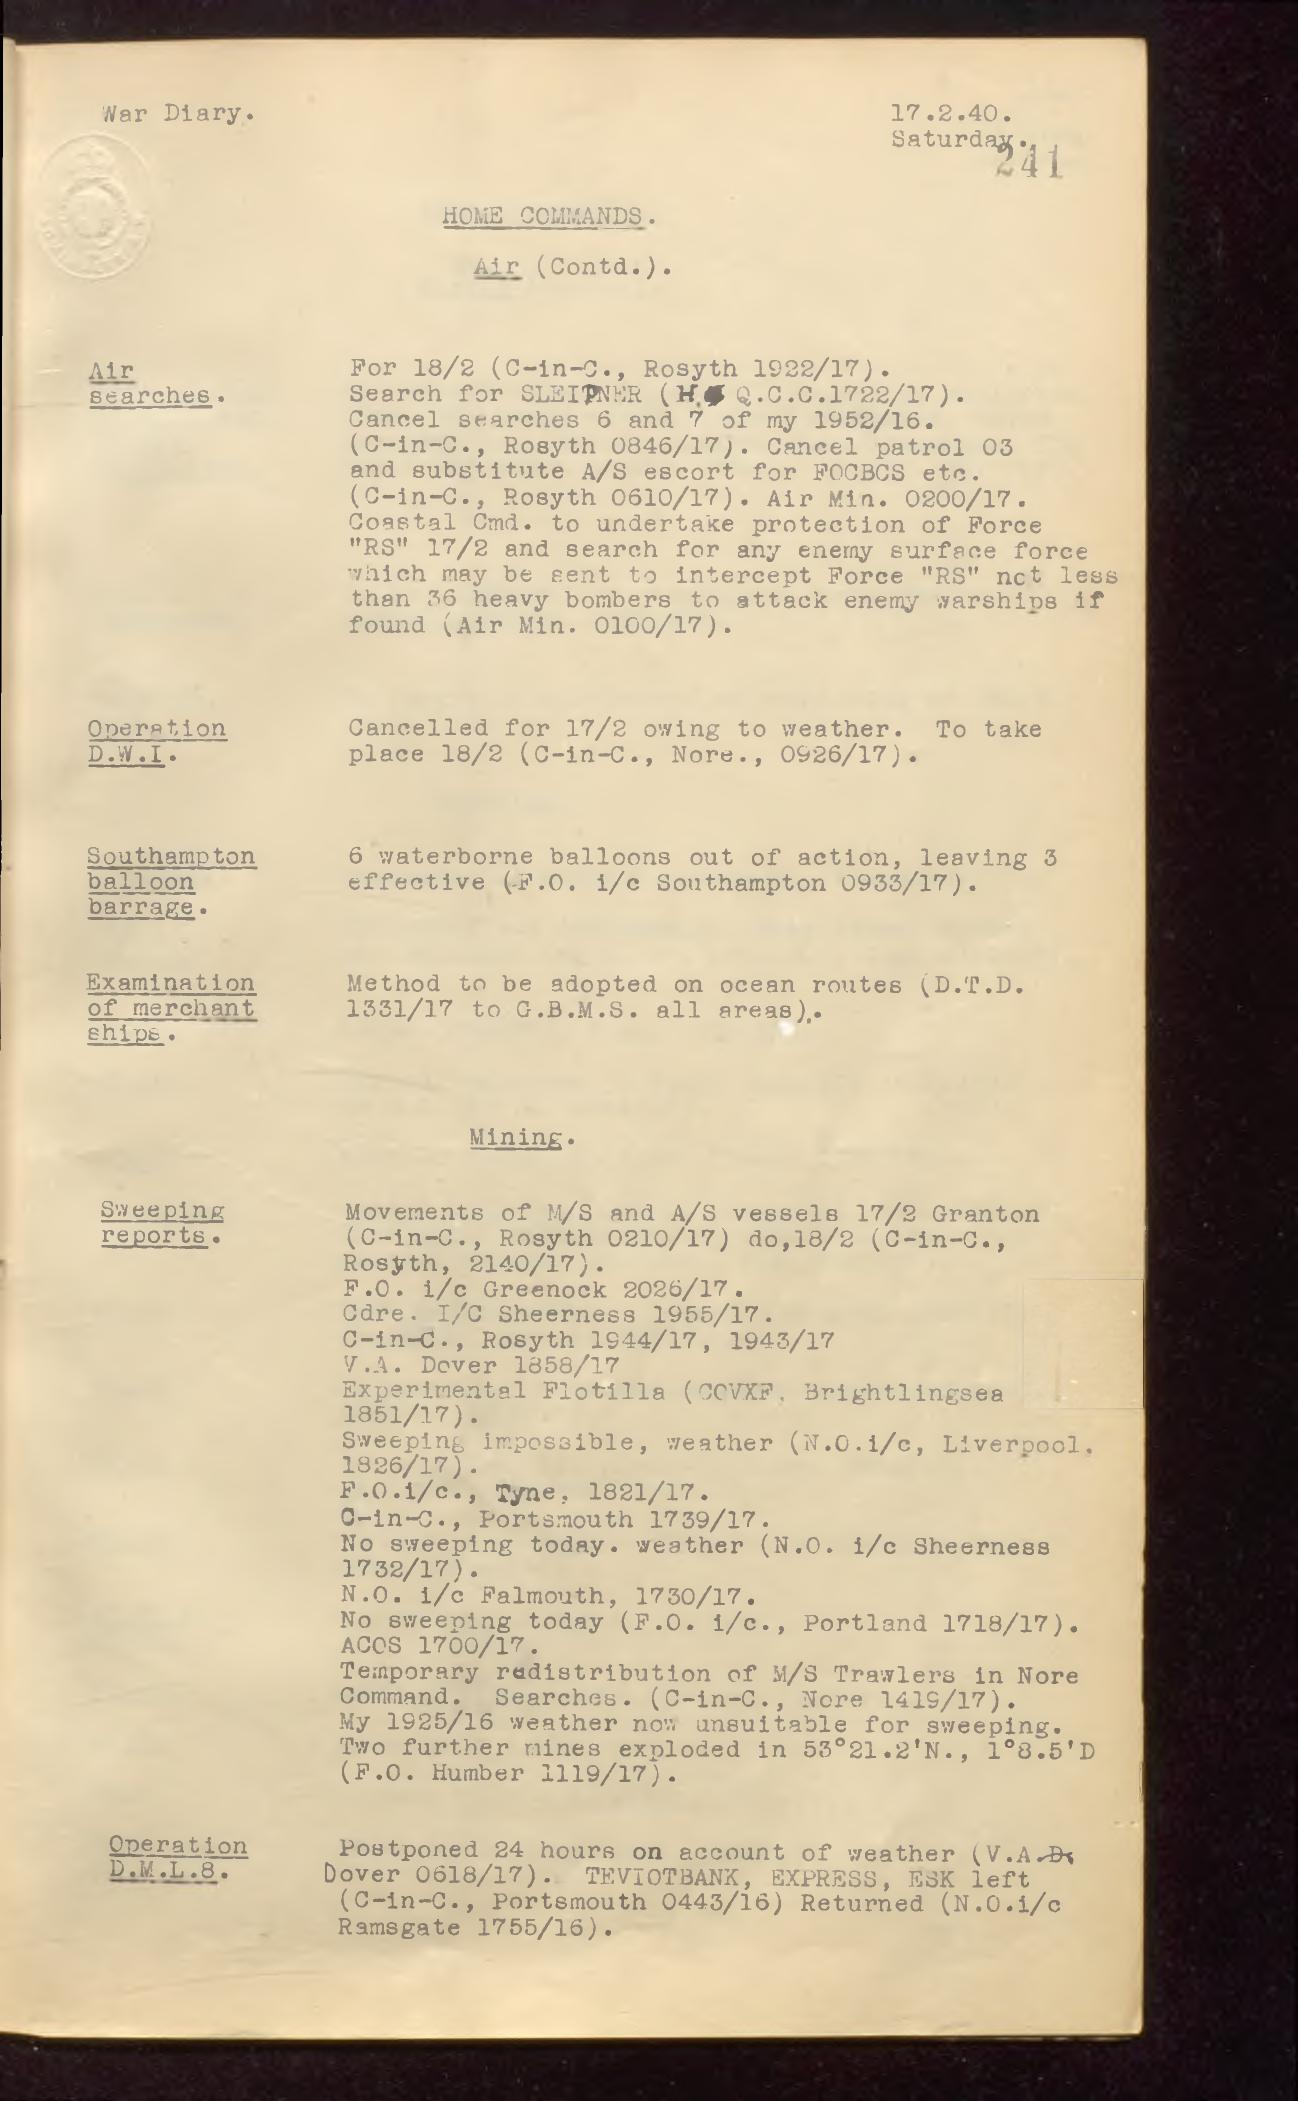 War Diary.
17.2.40.
Saturday.
241
HOME COMMANDS.
Air (Contd.).
Air
searches.
For 18/2 (C-in-C., Rosyth 1922/17).
Search for SLEIPNER (H. Q.C.C.1722/17).
Cancel searches 6 and 7 of my 1952/16.
(C-in-C., Rosyth 0846/17). Cancel patrol 03
and substitute A/S escort for FOCBCS etc.
(C-in-C., Rosyth 0610/17). Air Min. 0200/17.
Coastal Cmd. to undertake protection of Force
"RS" 17/2 and search for any enemy surface force
which may be sent to intercept Force "RS" not less
than 36 heavy bombers to attack enemy warships if
found (Air Min. 0100/17).
Operation
D.W.I.
Cancelled for 17/2 owing to weather. To take
place 18/2 (C-in-C., Nore., 0926/17).
Southampton
balloon
barrage.
6 waterborne balloons out of action, leaving 3
effective (F.O. i/c Southampton 0933/17).
Examination
of merchant
ships.
Method to be adopted on ocean routes (D.T.D.
1331/17 to G.B.M.S. all areas).
Mining.
Sweeping
reports.
Movements of M/S and A/S vessels 17/2 Granton
(C-in-C., Rosyth 0210/17) do,18/2 (C-in-C.,
Rosyth, 2140/17).
F.O. i/c Greenock 2026/17.
Cdre. I/C Sheerness 1955/17.
C-in-C., Rosyth 1944/17, 1943/17
V.A. Dover 1858/17
Experimental Flotilla (COVXF. Brightlingsea
1851/17).
Sweeping impossible, weather (N.O.i/c, Liverpool.
1826/17).
F.O.i/c., Tyne, 1821/17.
C-in-C., Portsmouth 1739/17.
No sweeping today. weather (N.O. i/c Sheerness
1732/17).
N.O. i/c Falmouth, 1730/17.
No sweeping today (F.O. i/c., Portland 1718/17).
ACOS 1700/17.
Temporary redistribution of M/S Trawlers in Nore
Command. Searches. (C-in-C., Nore 1419/17).
My 1925/16 weather now unsuitable for sweeping.
Two further mines exploded in 53°21.2'N., 1°8.5'D
(F.O. Humber 1119/17).
Operation
D.M.L.8.
Postponed 24 hours on account of weather (V.A.
Dover 0618/17). TEVIOTBANK, EXPRESS, ESK left
(C-in-C., Portsmouth 0443/16) Returned (N.O.i/c
Ramsgate 1755/16).